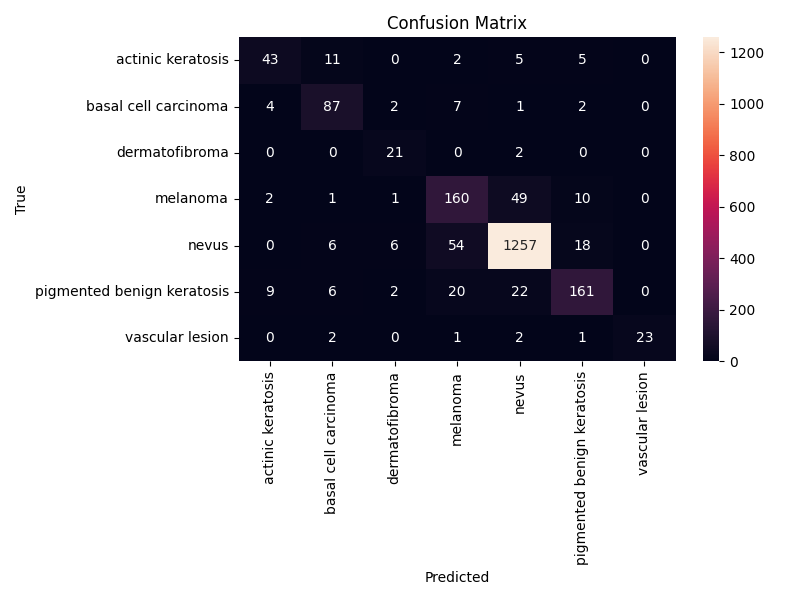 Confusion Matrix
True
actinic keratosis 43 11 0 2 5 5 0
basal cell carcinoma 4 87 2 7 1 2 0
dermatofibroma 0 0 21 0 2 0 0
melanoma 2 1 1 160 49 10 0
nevus 0 6 6 54 1257 18 0
pigmented benign keratosis 9 6 2 20 22 161 0
vascular lesion 0 2 0 1 2 1 23
actinic keratosis
basal cell carcinoma
dermatofibroma
melanoma
nevus
pigmented benign keratosis
vascular lesion
Predicted
1200
1000
800
600
400
200
0